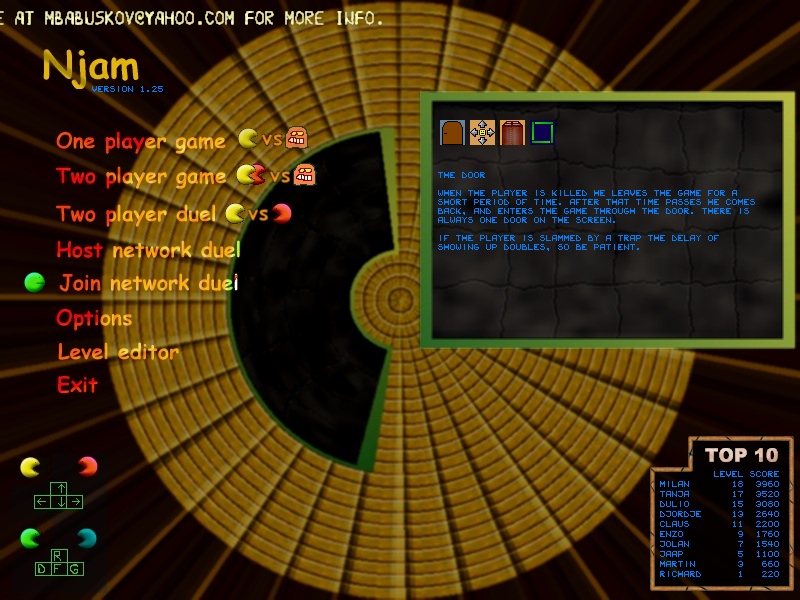 E AT MBABUSKOV@YAHOO.COM FOR MORE INFO.
Njam
VERSION 1.25
One player game vs
Two player game vs
Two player duel vs
Host network duel
Join network duel
Options
Level editor
Exit
THE DOOR
WHEN THE PLAYER IS KILLED HE LEAVES THE GAME FOR A
SHORT PERIOD OF TIME. AFTER THAT TIME PASSES HE COMES
BACK, AND ENTERS THE GAME THROUGH THE DOOR. THERE IS
ALWAYS ONE DOOR ON THE SCREEN.
IF THE PLAYER IS SLAMMED BY A TRAP THE DELAY OF
SHOWING UP DOUBLES, SO BE PATIENT.
R
D F G
TOP 10
LEVEL SCORE
MILAN 18 3960
TANJA 17 3520
DULIO 15 3080
DJORDJE 13 2640
CLAUS 11 2200
ENZO 9 1760
JOLAN 7 1540
JAAP 5 1100
MARTIN 3 660
RICHARD 1 220